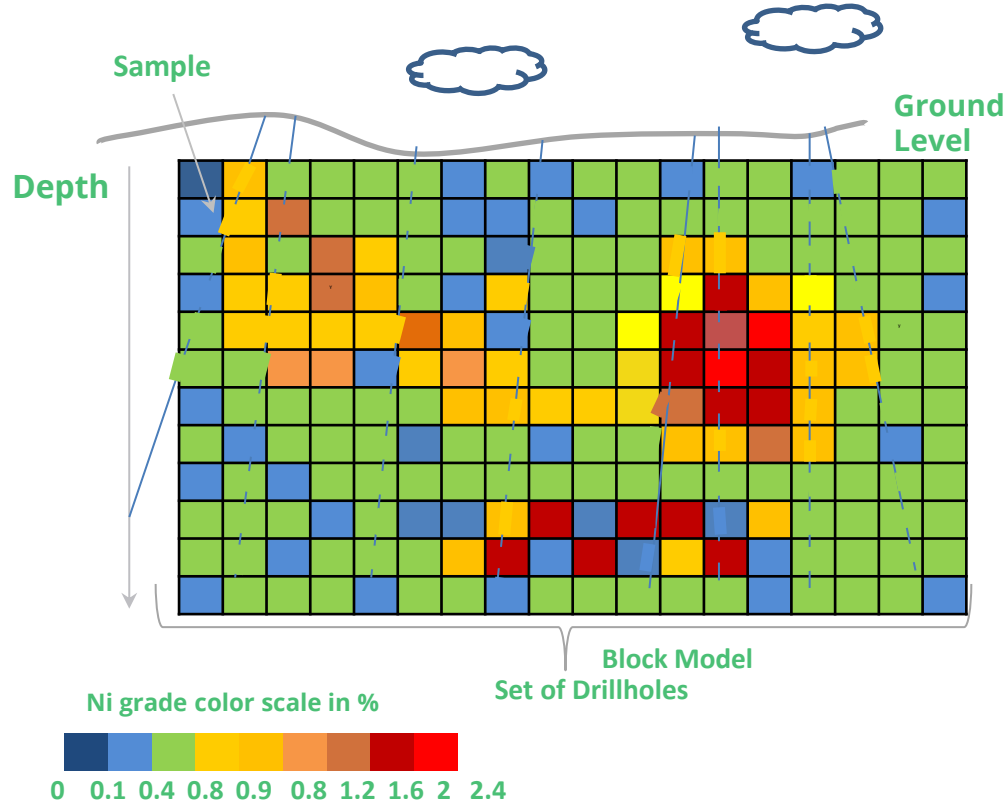 Sample
Ground
Level
Depth
Block Model
Set of Drillholes
Ni grade color scale in %
0 0.1 0.4 0.8 0.9 0.8 1.2 1.6 2 2.4